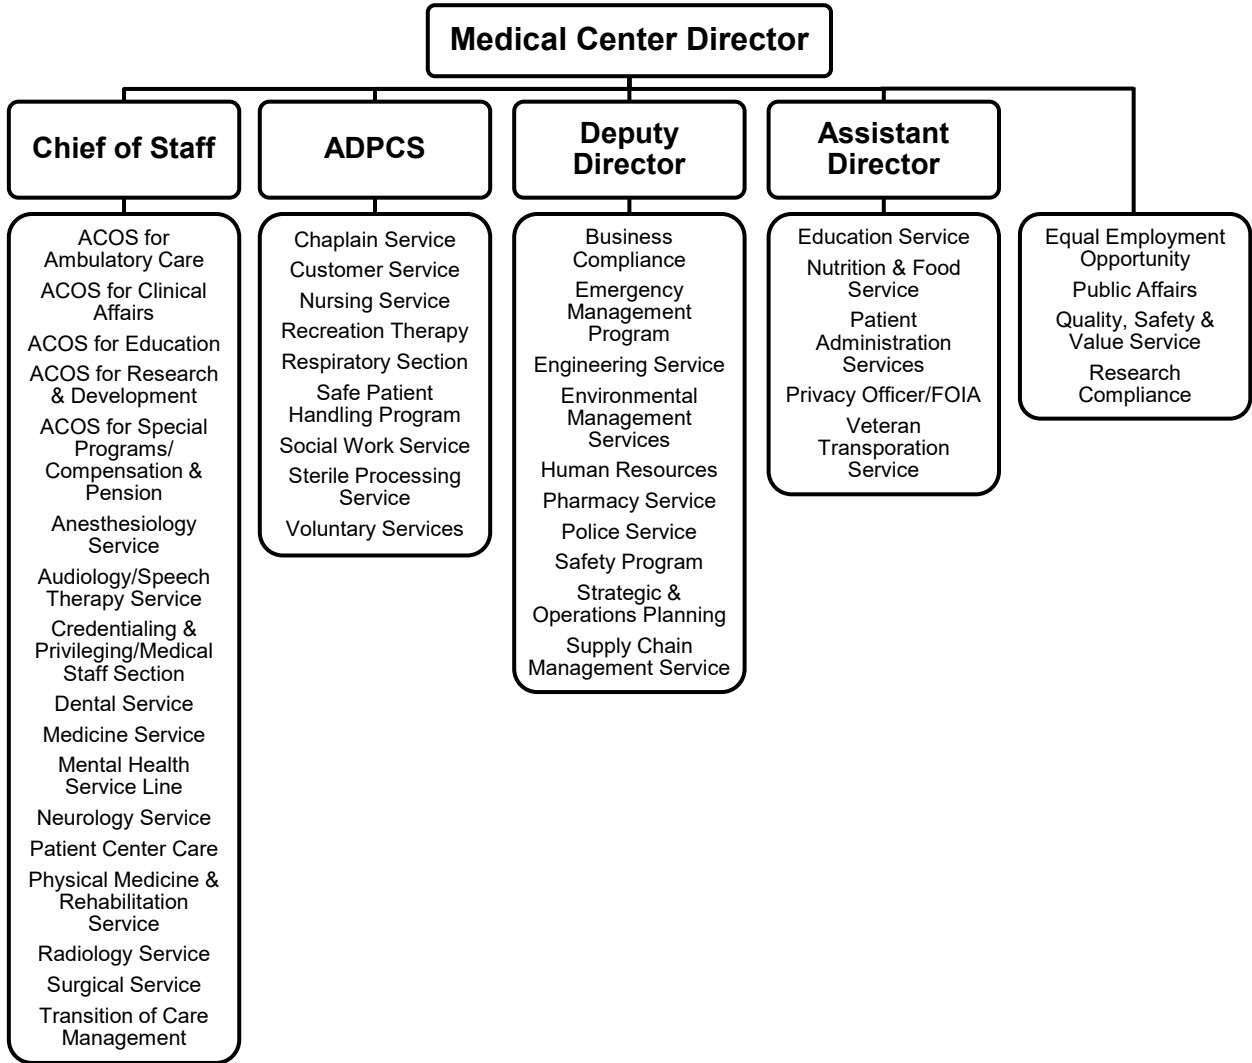 Medical Center Director
Chief of Staff
ADPCS
Deputy
Director
Assistant
Director
ACOS for
Ambulatory Care
ACOS for Clinical
Affairs
ACOS for Education
ACOS for Research
& Development
ACOS for Special
Programs/
Compensation &
Pension
Anesthesiology
Service
Audiology/Speech
Therapy Service
Credentialing &
Privileging/Medical
Staff Section
Dental Service
Medicine Service
Mental Health
Service Line
Neurology Service
Patient Center Care
Physical Medicine &
Rehabilitation
Service
Radiology Service
Surgical Service
Transition of Care
Management
Chaplain Service
Customer Service
Nursing Service
Recreation Therapy
Respiratory Section
Safe Patient
Handling Program
Social Work Service
Sterile Processing
Service
Voluntary Services
Business
Compliance
Emergency
Management
Program
Engineering Service
Environmental
Management
Services
Human Resources
Pharmacy Service
Police Service
Safety Program
Strategic &
Operations Planning
Supply Chain
Management Service
Education Service
Nutrition & Food
Service
Patient
Administration
Services
Privacy Officer/FOIA
Veteran
Transporation
Service
Equal Employment
Opportunity
Public Affairs
Quality, Safety &
Value Service
Research
Compliance